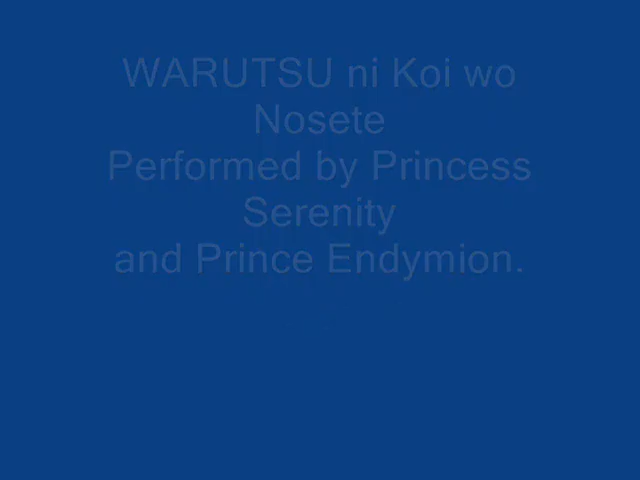 WARUTSU ni Koi wo
Nosete
Performed by Princess
Serenity
and Prince Endymion.